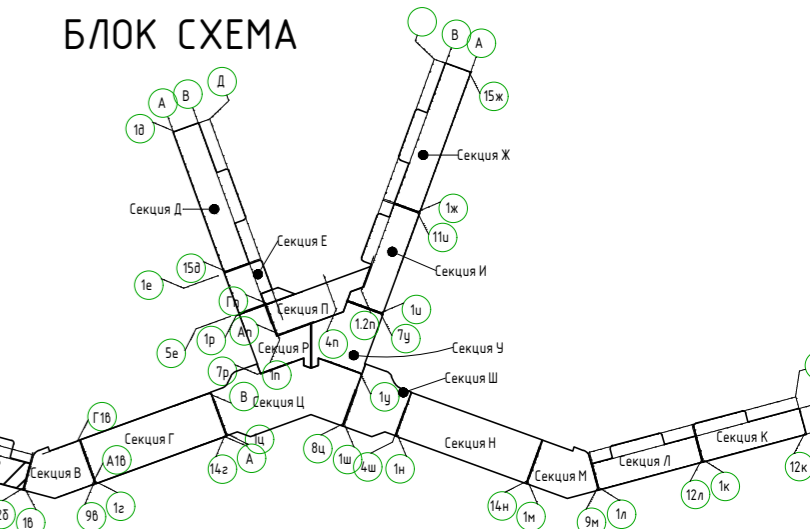 БЛОК СХЕМА
В
А
Д
В
А
1д
15ж
Секция Ж
Секция Д
1ж
11и
Секция Е
15д
Секция И
1е
Гп
Секция П
1и
1.2п
7у
4п
Ап
1р
5е
Секция Р
Секция У
7р
1п
Секция Ш
В
Секция Ц
1у
Г1в
Секция Г
1ц
А
8ц
1ш
4ш
1н
Секция Н
14г
А1в
Секция В
Секция М
Секция Л
Секция К
12к
12л
1к
9в
1г
14н
1м
9м
1л
2б
1в